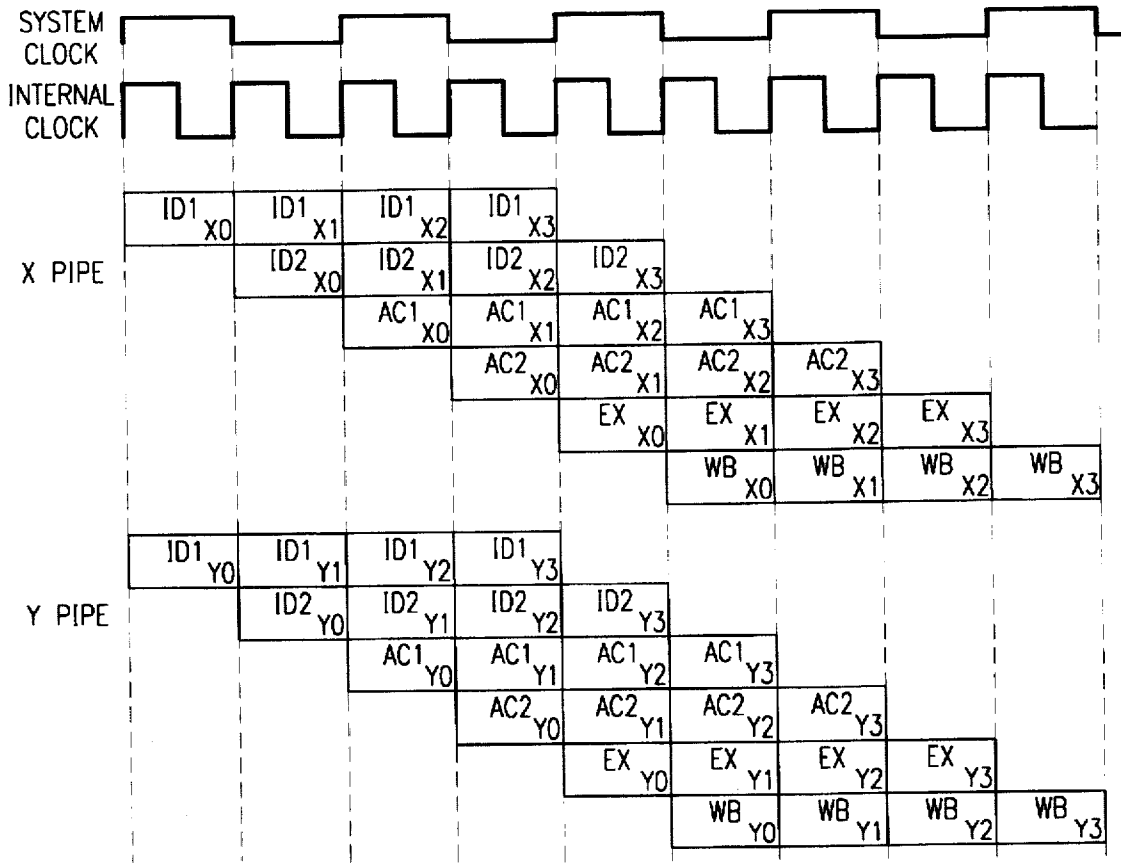 SYSTEM
CLOCK
INTERNAL
CLOCK
ID1 X0 ID1 X1 ID1 X2 ID1 X3
X PIPE
ID2 X0 ID2 X1 ID2 X2 ID2 X3
AC1 X0 AC1 X1 AC1 X2 AC1 X3
AC2 X0 AC2 X1 AC2 X2 AC2 X3
EX X0 EX X1 EX X2 EX X3
WB X0 WB X1 WB X2 WB X3
ID1 Y0 ID1 Y1 ID1 Y2 ID1 Y3
Y PIPE
ID2 Y0 ID2 Y1 ID2 Y2 ID2 Y3
AC1 Y0 AC1 Y1 AC1 Y2 AC1 Y3
AC2 Y0 AC2 Y1 AC2 Y2 AC2 Y3
EX Y0 EX Y1 EX Y2 EX Y3
WB Y0 WB Y1 WB Y2 WB Y3